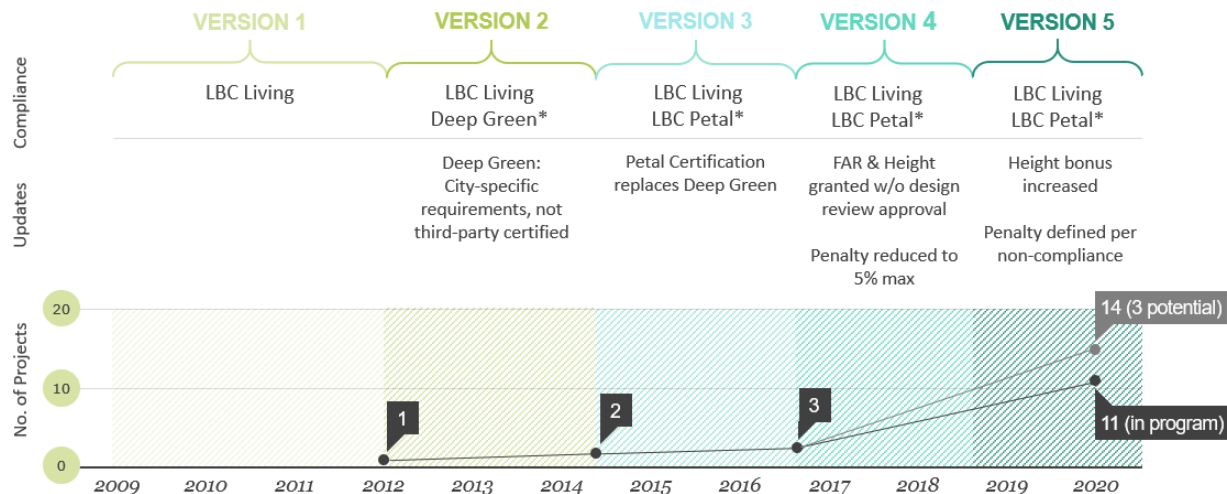 VERSION 1
VERSION 2
VERSION 3
VERSION 4
VERSION 5
Compliance
LBC Living
LBC Living
Deep Green*
LBC Living
LBC Petal*
LBC Living
LBC Petal*
LBC Living
LBC Petal*
Updates
Deep Green:
City-specific
requirements, not
third-party certified
Petal Certification
replaces Deep Green
FAR & Height
granted w/o design
review approval
Penalty reduced to
5% max
Height bonus
increased
Penalty defined per
non-compliance
No. of Projects
20
10
0
1
2
3
14 (3 potential)
11 (in program)
2009 2010 2011 2012 2013 2014 2015 2016 2017 2018 2019 2020